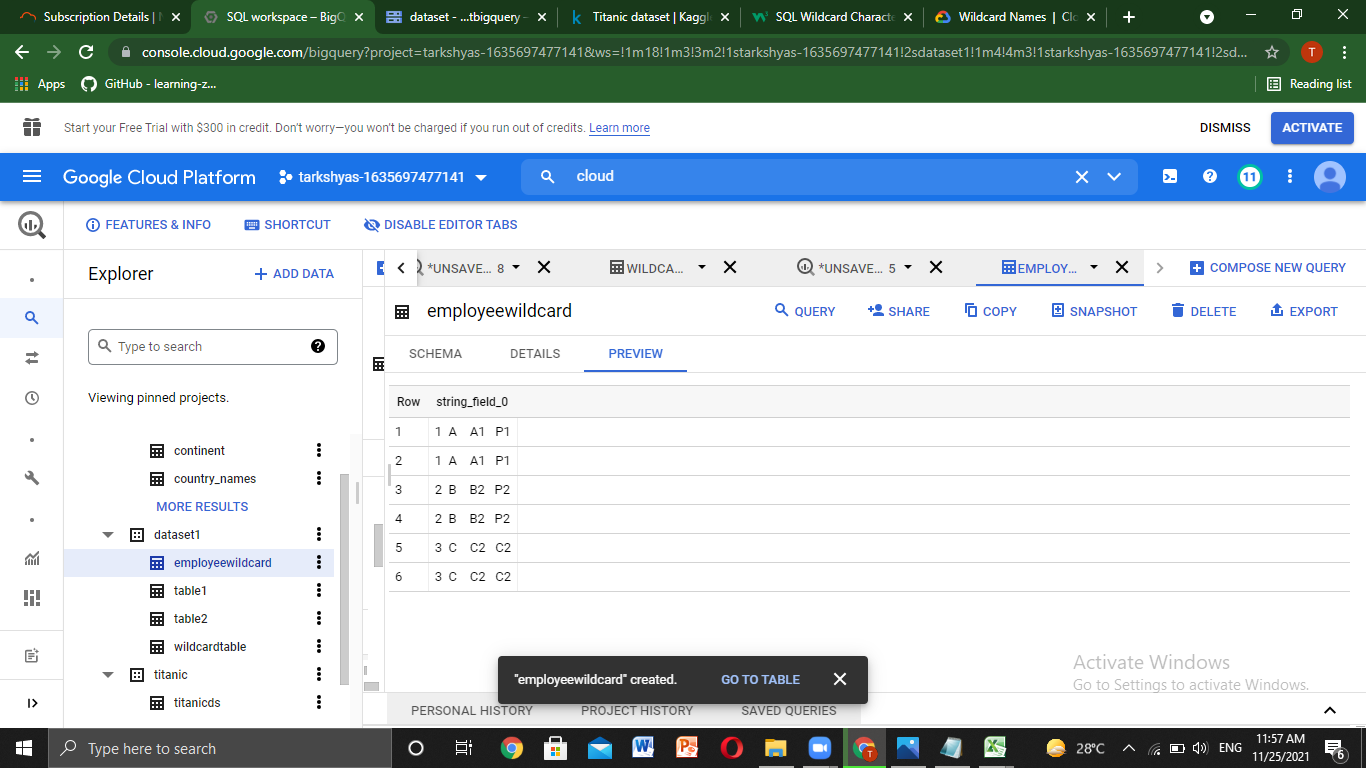 Subscription Details | N
SQL workspace – BigQ
dataset - ...tbigquery -
Titanic dataset | Kaggle
SQL Wildcard Characte
Wildcard Names | Clo
console.cloud.google.com/bigquery?project=tarkshyas-1635697477141&ws=!1m18!1m3!3m2!1starkshyas-1635697477141!2sdataset1!1m4!4m3!1starkshyas-1635697477141!2sd...
T
Apps
GitHub - learning-z...
Reading list
Start your Free Trial with $300 in credit. Don't worry—you won't be charged if you run out of credits. Learn more
DISMISS
ACTIVATE
Google Cloud Platform
tarkshyas-1635697477141
cloud
11
FEATURES & INFO
SHORTCUT
DISABLE EDITOR TABS
Explorer
+ ADD DATA
*UNSAVE... 8
WILDCA...
*UNSAVE... 5
EMPLOY...
COMPOSE NEW QUERY
employeewildcard
QUERY
SHARE
COPY
SNAPSHOT
DELETE
EXPORT
Type to search
SCHEMA
DETAILS
PREVIEW
Viewing pinned projects.
continent
country_names
MORE RESULTS
dataset1
employeewildcard
table1
table2
wildcardtable
titanic
titanicds
Row string_field_0
1 1 A A1 P1
2 1 A A1 P1
3 2 B B2 P2
4 2 B B2 P2
5 3 C C2 C2
6 3 C C2 C2
"employeewildcard" created.
GO TO TABLE
Activate Windows
Go to Settings to activate Windows.
PERSONAL HISTORY
PROJECT HISTORY
SAVED QUERIES
Type here to search
T
28°C
ENG
11:57 AM
11/25/2021
6